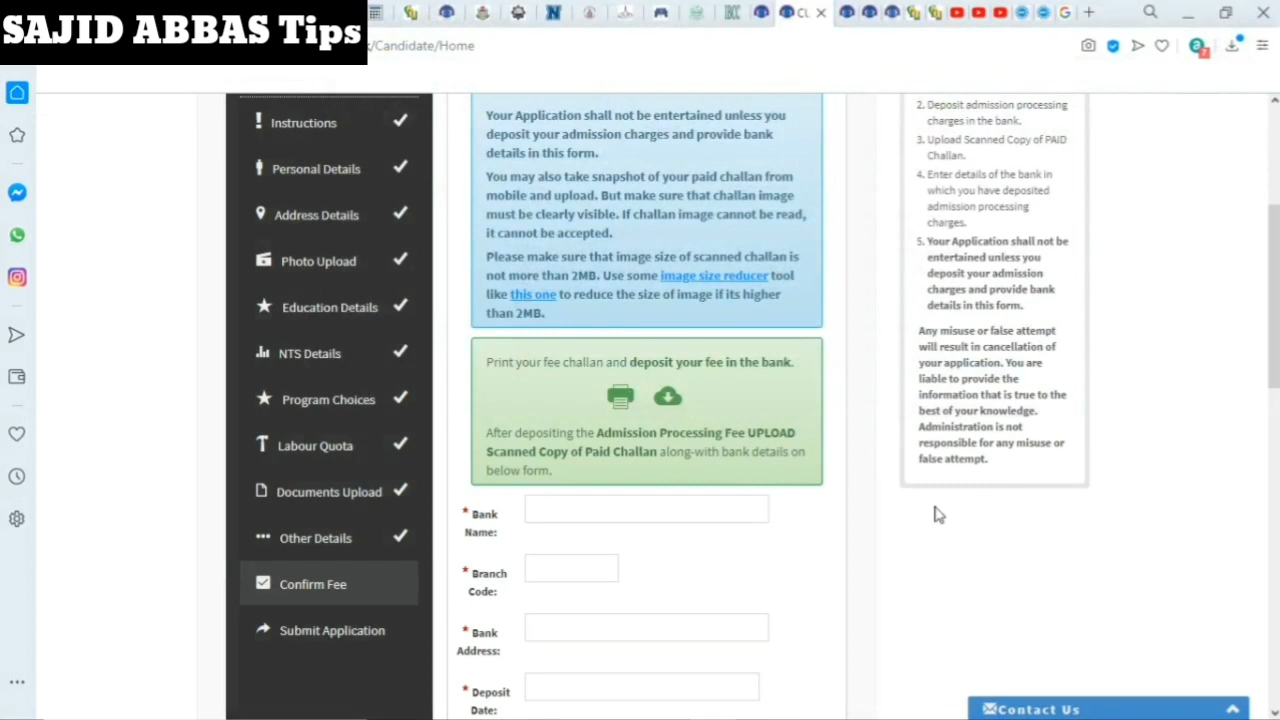 SAJID ABBAS Tips
/Candidate/Home
Instructions
Personal Details
Address Details
Photo Upload
Education Details
NTS Details
Program Choices
Labour Quota
Documents Upload
Other Details
Confirm Fee
Submit Application
Your Application shall not be entertained unless you
deposit your admission charges and provide bank
details in this form.
You may also take snapshot of your paid challan from
mobile and upload. But make sure that challan image
must be clearly visible. If challan image cannot be read,
it cannot be accepted.
Please make sure that image size of scanned challan is
not more than 2MB. Use some image size reducer tool
like this one to reduce the size of image if its higher
than 2MB.
Print your fee challan and deposit your fee in the bank.
After depositing the Admission Processing Fee UPLOAD
Scanned Copy of Paid Challan along-with bank details on
below form.
* Bank
Name:
* Branch
Code:
* Bank
Address:
* Deposit
Date:
2. Deposit admission processing
charges in the bank.
3. Upload Scanned Copy of PAID
Challan.
4. Enter details of the bank in
which you have deposited
admission processing
charges.
5. Your Application shall not be
entertained unless you
deposit your admission
charges and provide bank
details in this form.
Any misuse or false attempt
will result in cancellation of
your application. You are
liable to provide the
information that is true to the
best of your knowledge.
Administration is not
responsible for any misuse or
false attempt.
Contact Us